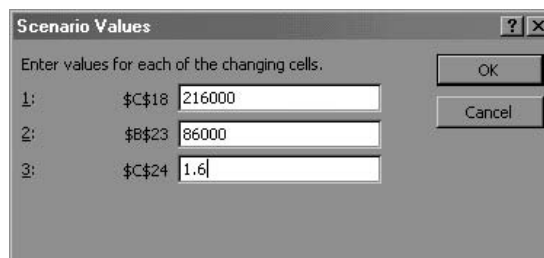 Scenario Values ? X
Enter values for each of the changing cells.
OK
1: $C$18 216000
Cancel
2: $B$23 86000
3: $C$24 1.6